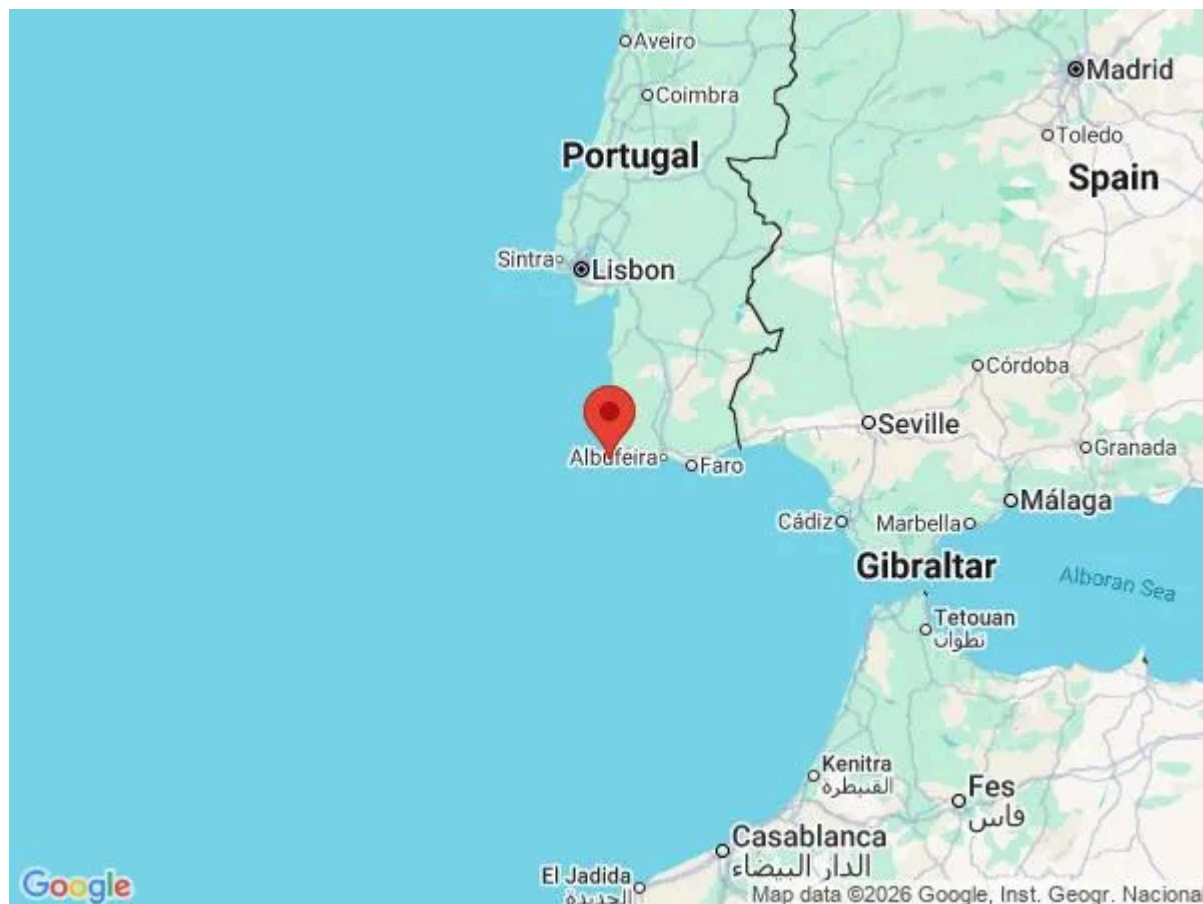 Aveiro
Coimbra
Madrid
Toledo
Portugal
Spain
Sintra
Lisbon
Córdoba
Seville
Granada
Albufeira
Faro
Málaga
Cádiz
Marbella
Gibraltar
Alboran Sea
Tetouan
تطوان
Kenitra
القنيطرة
Fes
فاس
Casablanca
الدار البيضاء
El Jadida
الجديدة
Google
Map data ©2026 Google, Inst. Geogr. Nacional